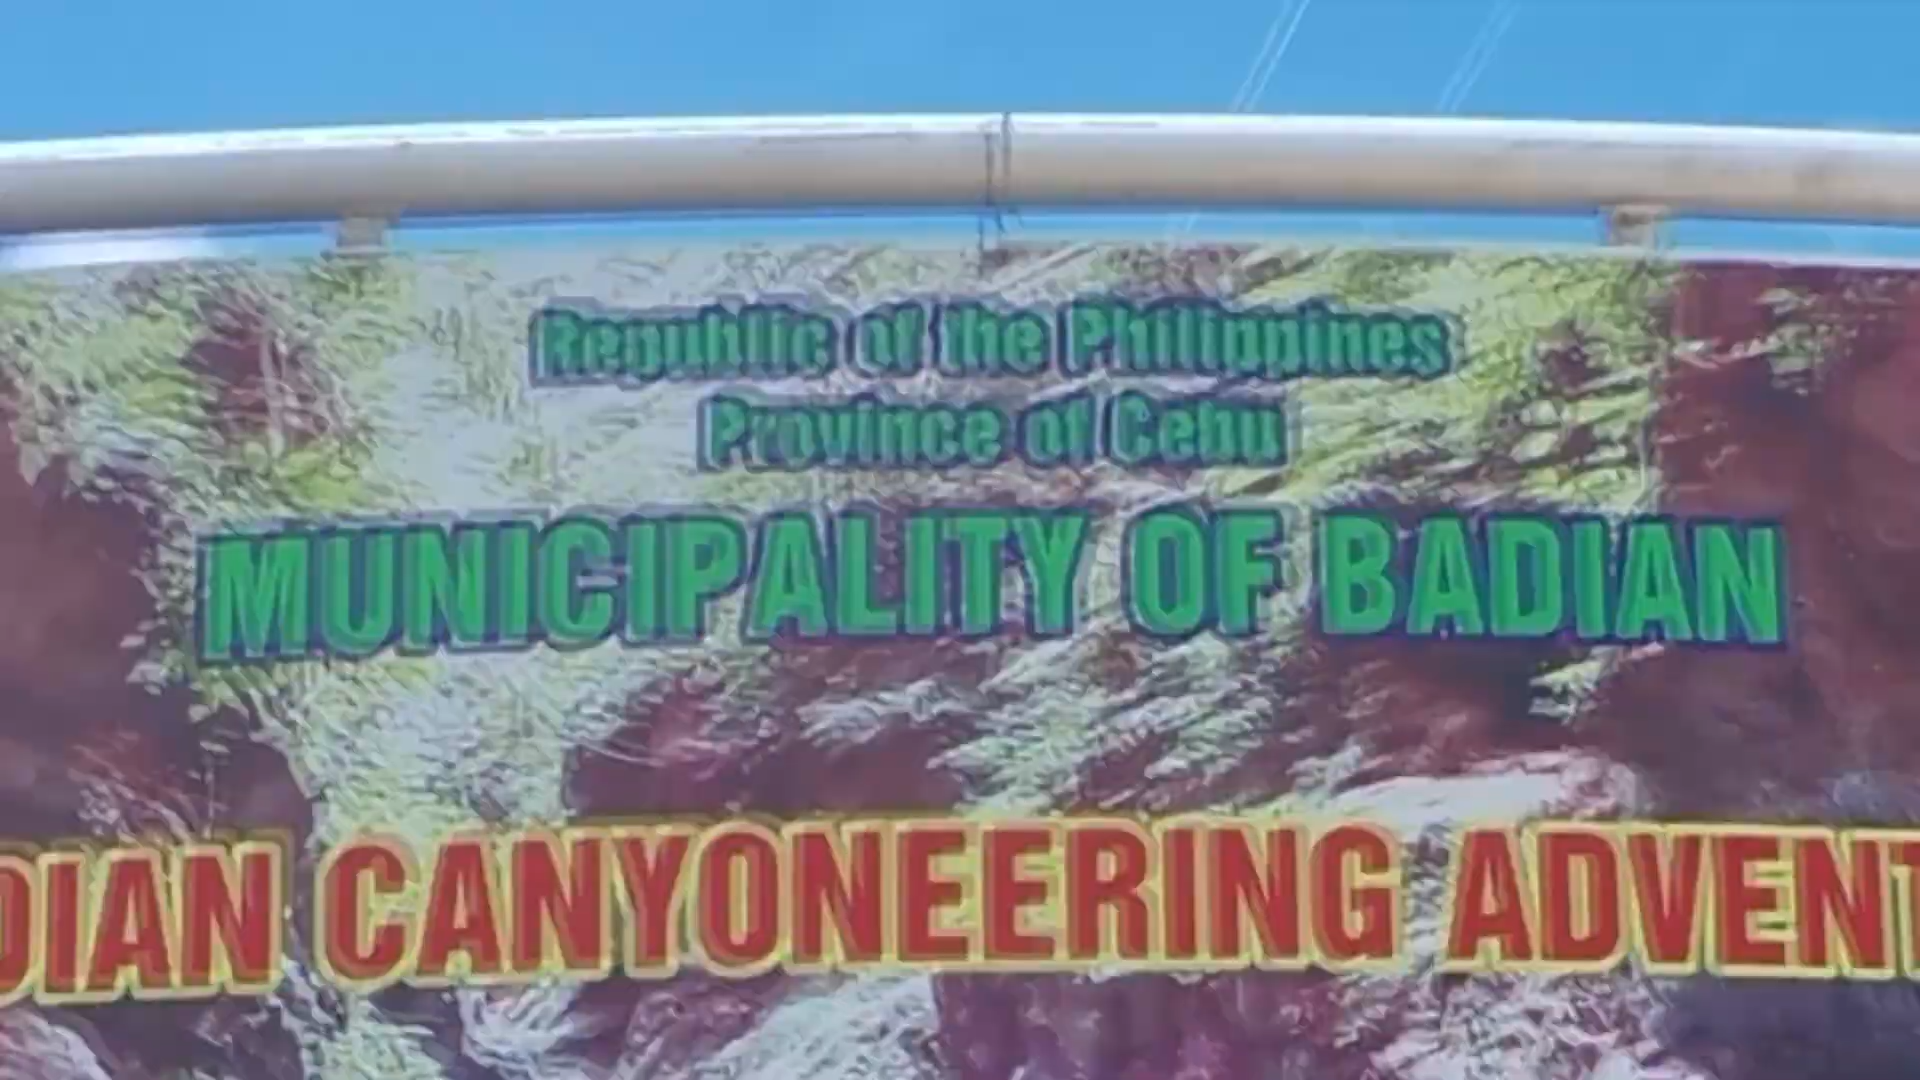 Republic of the Philippines
Province of Cebu
MUNICIPALITY OF BADIAN
DIAN CANYONEERING ADVENT